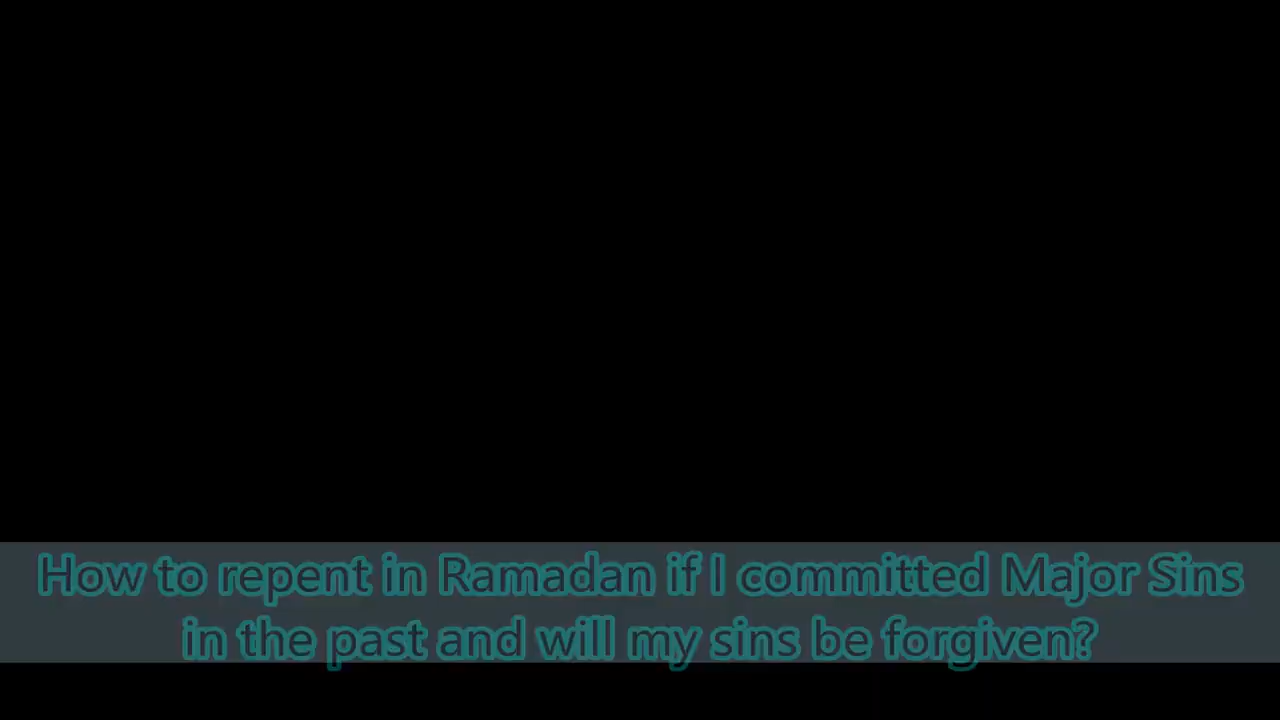 How to repent in Ramadan if I committed Major Sins
in the past and will my sins be forgiven?